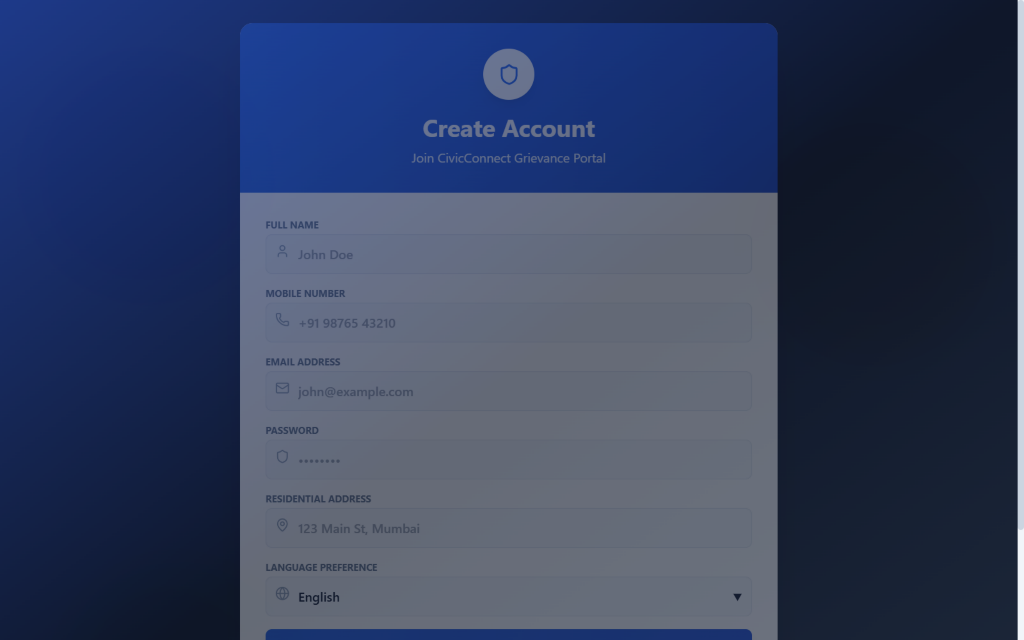 Create Account
Join CivicConnect Grievance Portal
FULL NAME
John Doe
MOBILE NUMBER
+91 98765 43210
EMAIL ADDRESS
john@example.com
PASSWORD
••••••••
RESIDENTIAL ADDRESS
123 Main St, Mumbai
LANGUAGE PREFERENCE
English